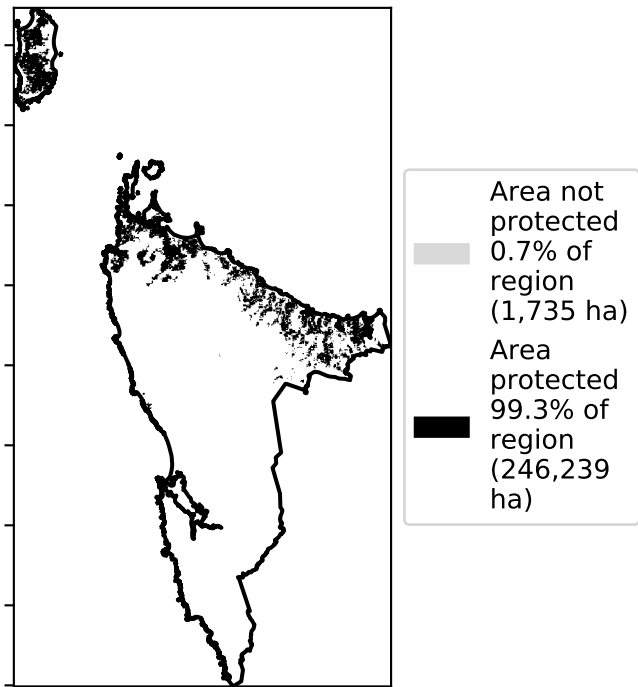 Area not
protected
0.7% of
region
(1,735 ha)
Area
protected
99.3% of
region
(246,239
ha)